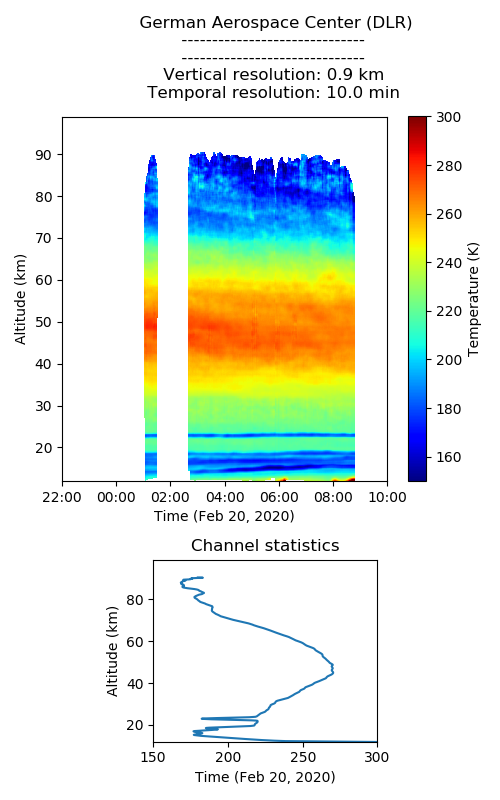 German Aerospace Center (DLR)
----------------------------
----------------------------
Vertical resolution: 0.9 km
Temporal resolution: 10.0 min
90
80
70
60
50
40
30
20
Altitude (km)
22:00 00:00 02:00 04:00 06:00 08:00 10:00
Time (Feb 20, 2020)
300
280
260
240
220
200
180
160
Temperature (K)
Channel statistics
80
60
40
20
Altitude (km)
150 200 250 300
Time (Feb 20, 2020)